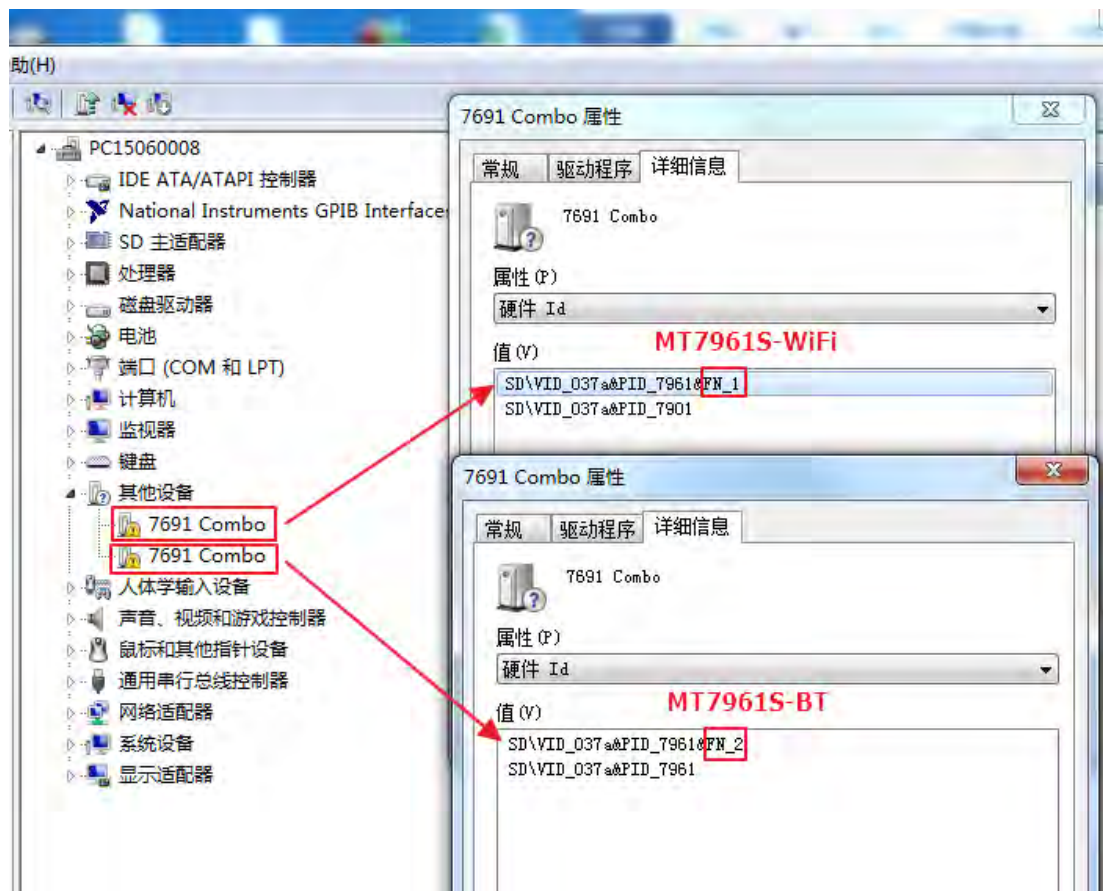 助(H)
PC15060008
IDE ATA/ATAPI 控制器
National Instruments GPIB Interface
SD 主适配器
处理器
磁盘驱动器
电池
端口 (COM 和 LPT)
计算机
监视器
键盘
其他设备
7691 Combo
7691 Combo
人体学输入设备
声音、视频和游戏控制器
鼠标和其他指针设备
通用串行总线控制器
网络适配器
系统设备
显示适配器
7691 Combo 属性
常规 驱动程序 详细信息
7691 Combo
属性(P)
硬件 Id
MT7961S-WiFi
值(V)
SD\VID_037a&PID_7961&FN_1
SD\VID_037a&PID_7901
7691 Combo 属性
常规 驱动程序 详细信息
7691 Combo
属性(P)
硬件 Id
MT7961S-BT
值(V)
SD\VID_037a&PID_7961&FN_2
SD\VID_037a&PID_7961